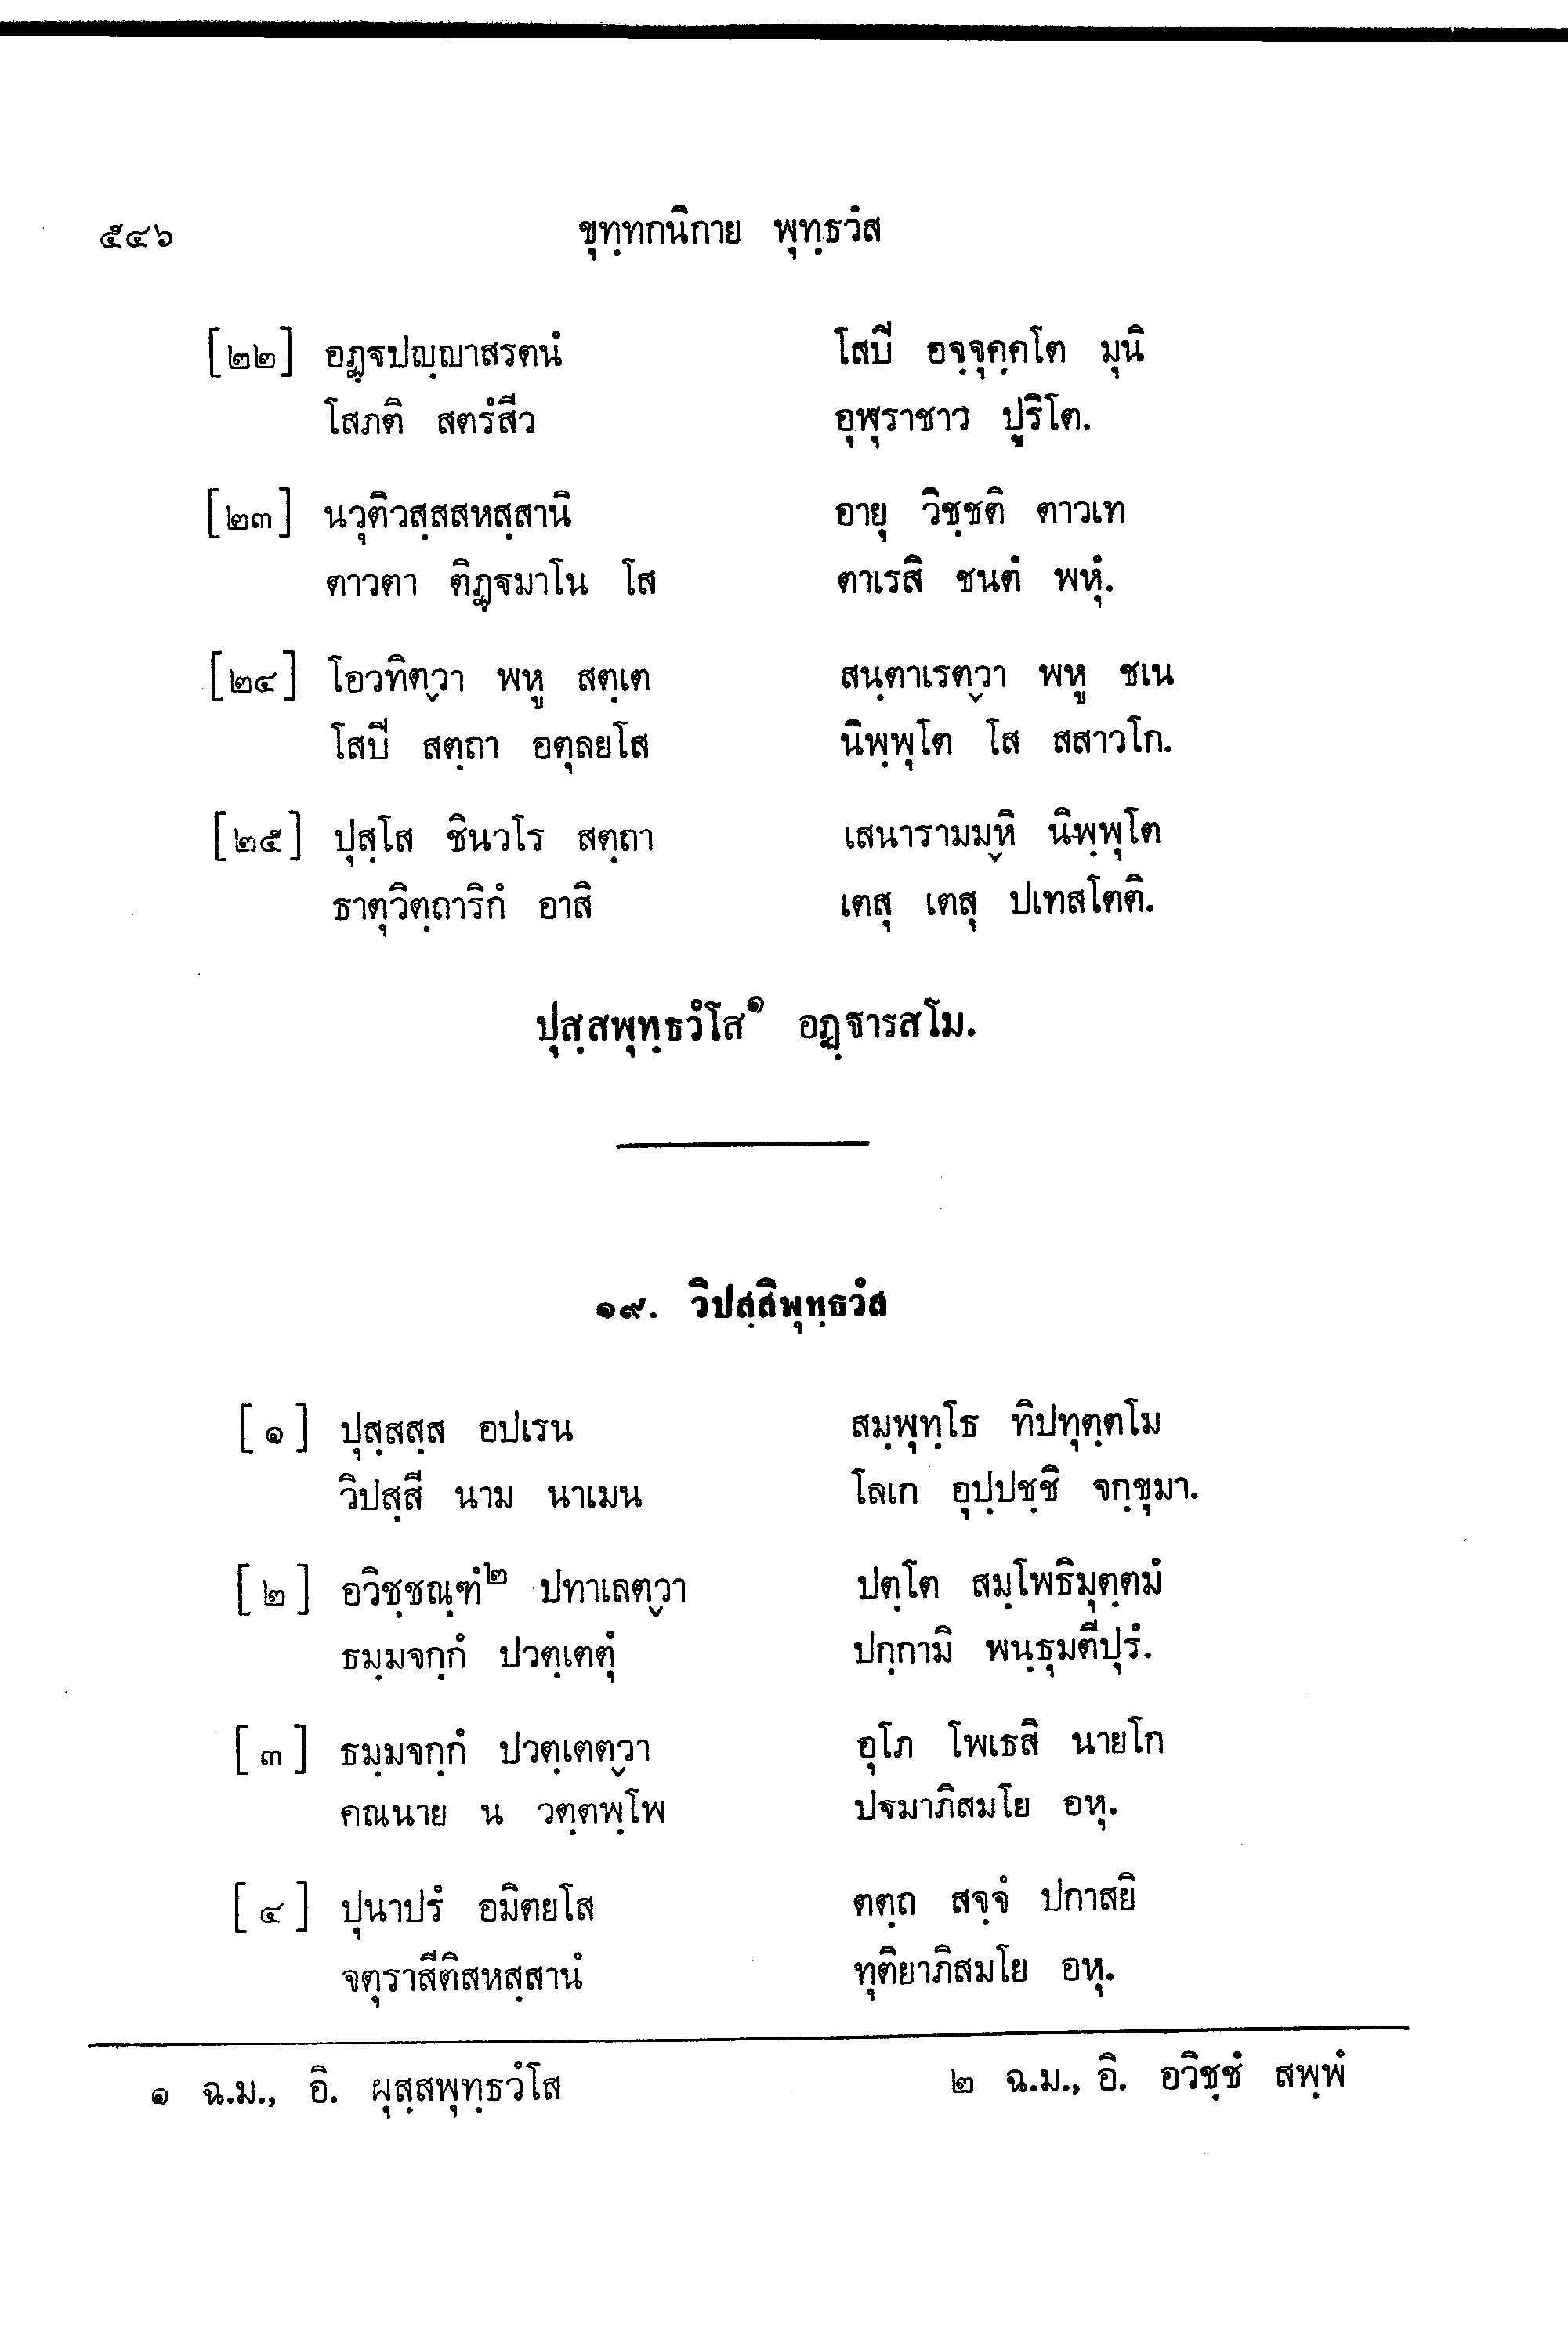 ๕๔๖ ขุทฺทกนิกาย พุทฺธวํส
[๒๒] อฏฺฐปญฺญาสรตนํ โสปิ อจฺจุคฺคโต มุนิ
โสภติ สตรํสีว อุฬุราชาว ปูริโต.
[๒๓] นวุติวสฺสสหสฺสานิ อายุ วิชฺชติ ตาวเท
ตาวตา ติฏฺฐมาโน โส ตาเรสิ ชนตํ พหุํ.
[๒๔] โอวทิตฺวา พหู สตฺเต สนฺตาเรตฺวา พหู ชเน
โสปิ สตฺถา อตุลยโส นิพฺพุโต โส สสาวโก.
[๒๕] ปุสฺโส ชินวโร สตฺถา เสนารามมฺหิ นิพฺพุโต
ธาตุวิตฺถาริกํ อาสิ เตสุ เตสุ ปเทสโตติ.
ปุสฺสพุทฺธวํโส๑ อฏฺฐารสโม.
๑๙. วิปสฺสิพุทฺธวํส
[๑] ปุสฺสสฺส อปเรน สมฺพุทฺโธ ทิปทุตฺตโม
วิปสฺสี นาม นาเมน โลเก อุปฺปชฺชิ จกฺขุมา.
[๒] อวิชฺชณฺฑํ๒ ปทาเลตฺวา ปตฺโต สมฺโพธิมุตฺตมํ
ธมฺมจกฺกํ ปวตฺเตตุํ ปกฺกามิ พนฺธุมตีปุรํ.
[๓] ธมฺมจกฺกํ ปวตฺเตตฺวา อุโภ โพเธสิ นายโก
คณนาย น วตฺตพฺโพ ปฐมาภิสมโย อหุ.
[๔] ปุนาปรํ อมิตยโส ตตฺถ สจฺจํ ปกาสยิ
จตุราสีติสหสฺสานํ ทุติยาภิสมโย อหุ.
๑ ฉ.ม., อิ. ผุสฺสพุทฺธวํโส ๒ ฉ.ม., อิ. อวิชฺชํ สพฺพํ